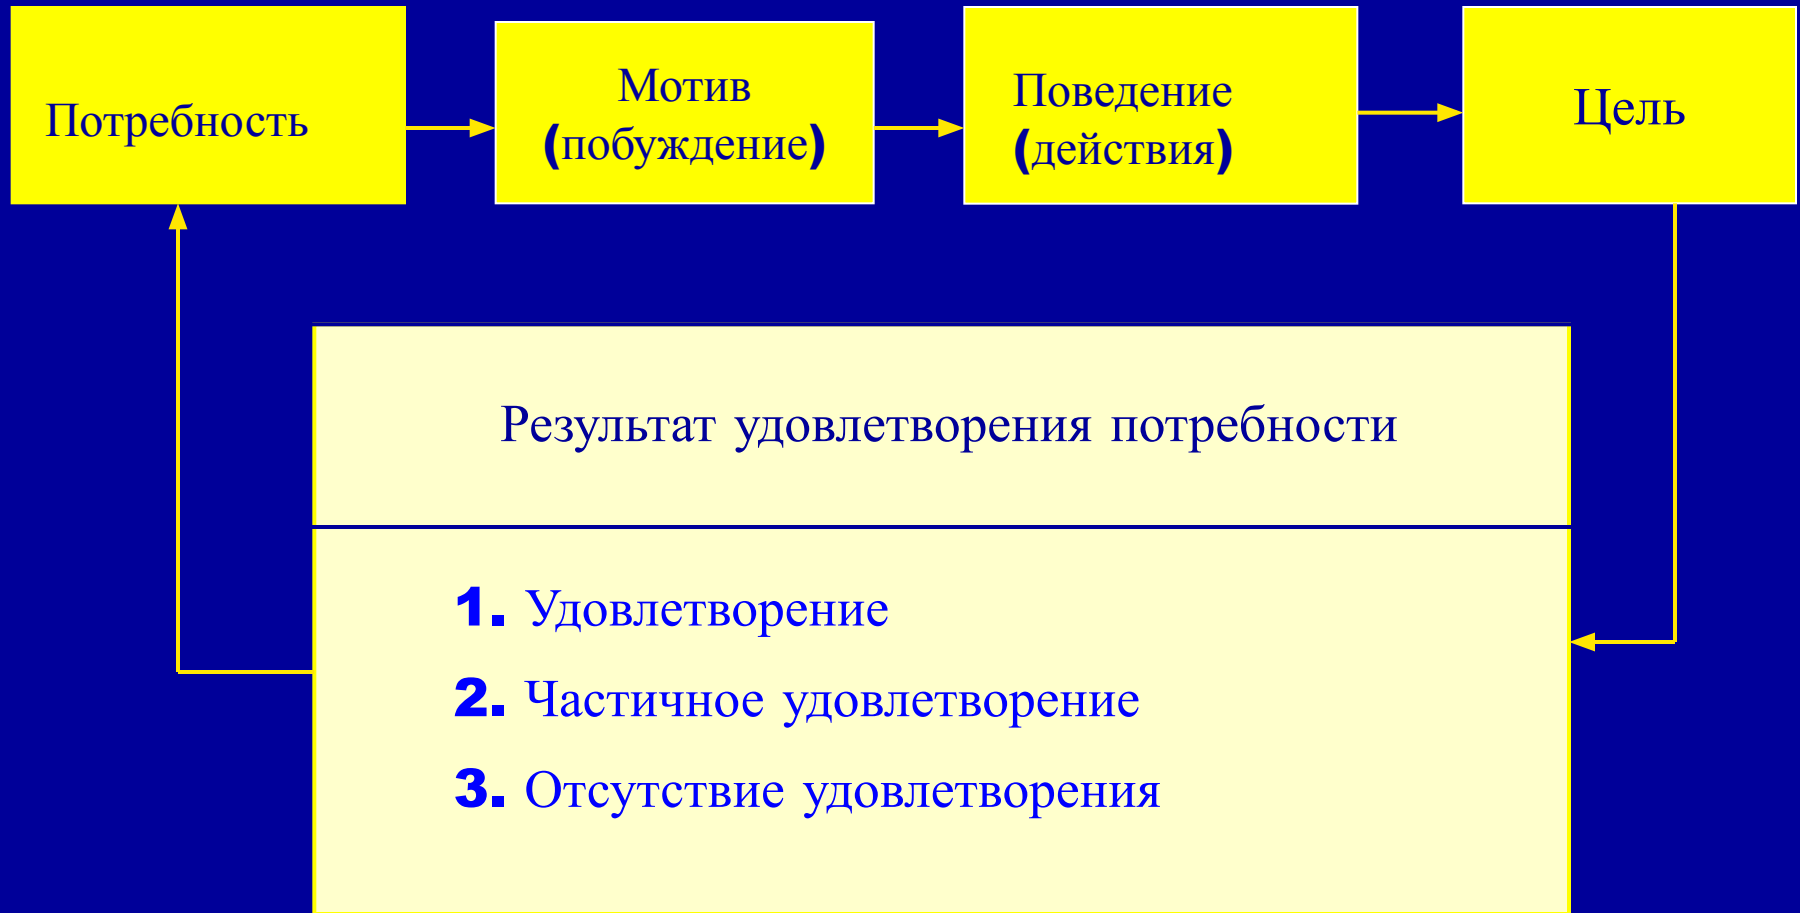 Потребность
Мотив
(побуждение)
Поведение
(действия)
Цель
Результат удовлетворения потребности
1. Удовлетворение
2. Частичное удовлетворение
3. Отсутствие удовлетворения